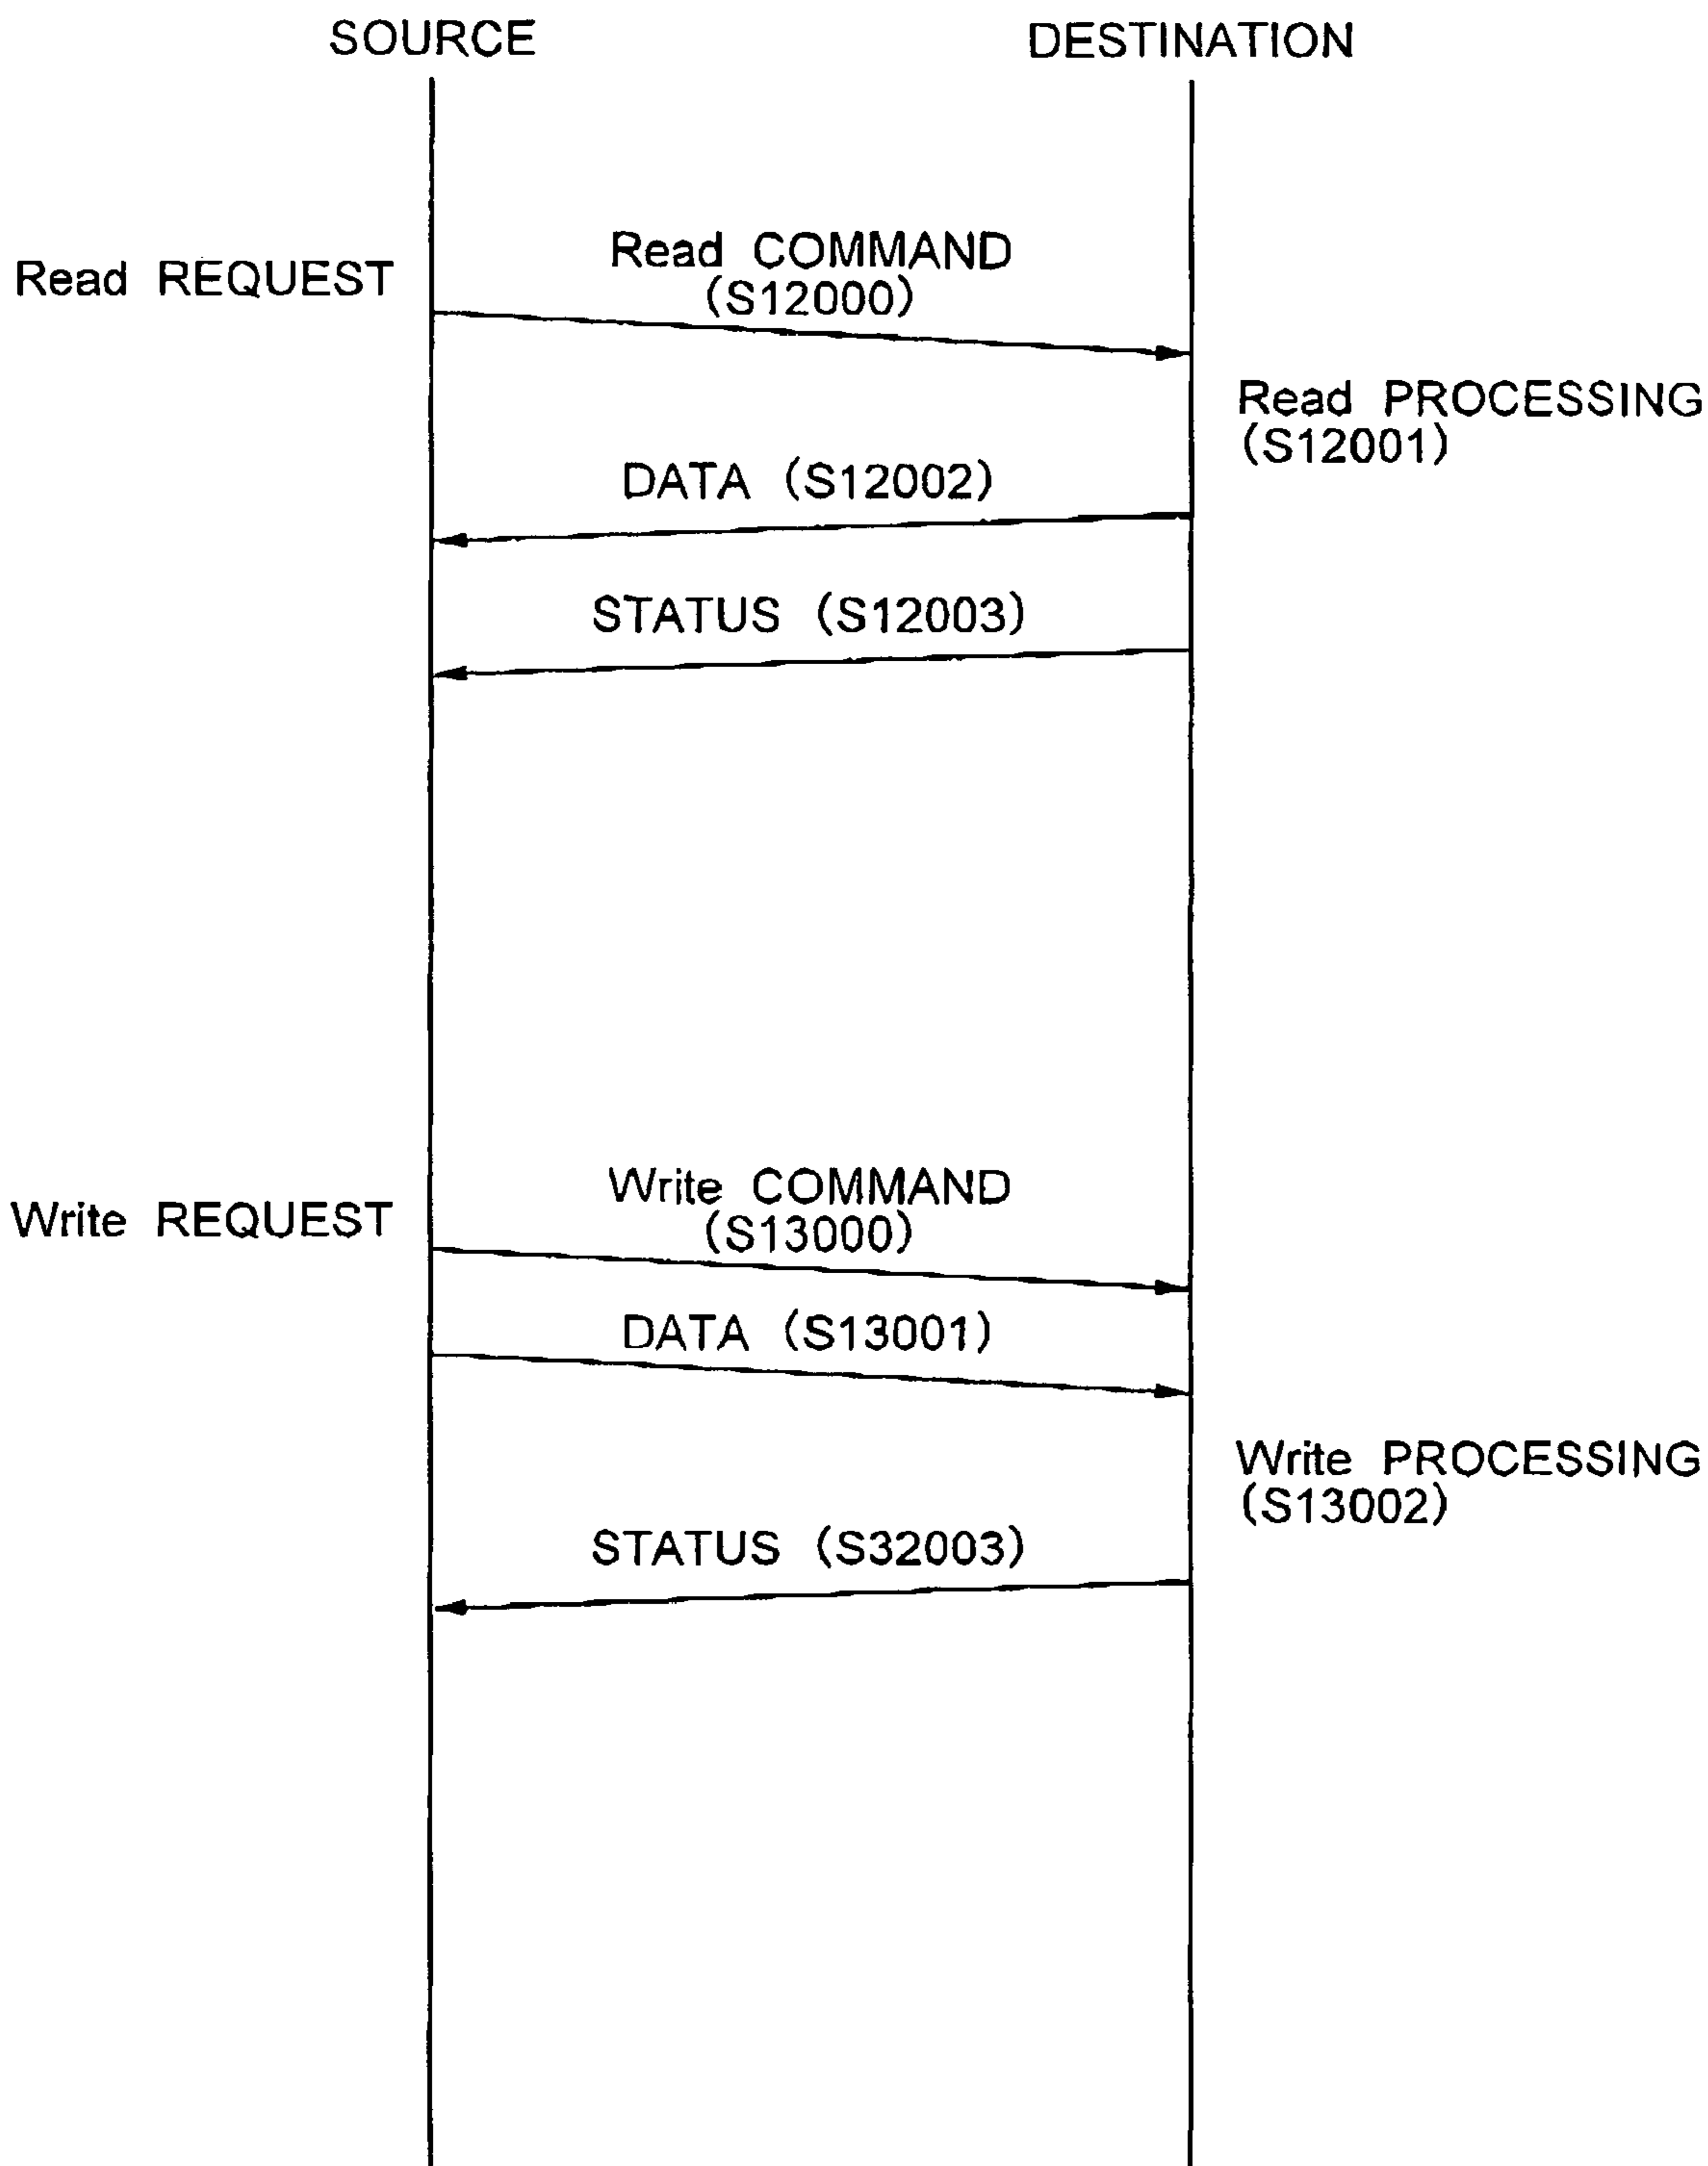 SOURCE
DESTINATION
Read REQUEST
Read COMMAND
(S12000)
Read PROCESSING
(S12001)
DATA (S12002)
STATUS (S12003)
Write REQUEST
Write COMMAND
(S13000)
DATA (S13001)
Write PROCESSING
(S13002)
STATUS (S32003)